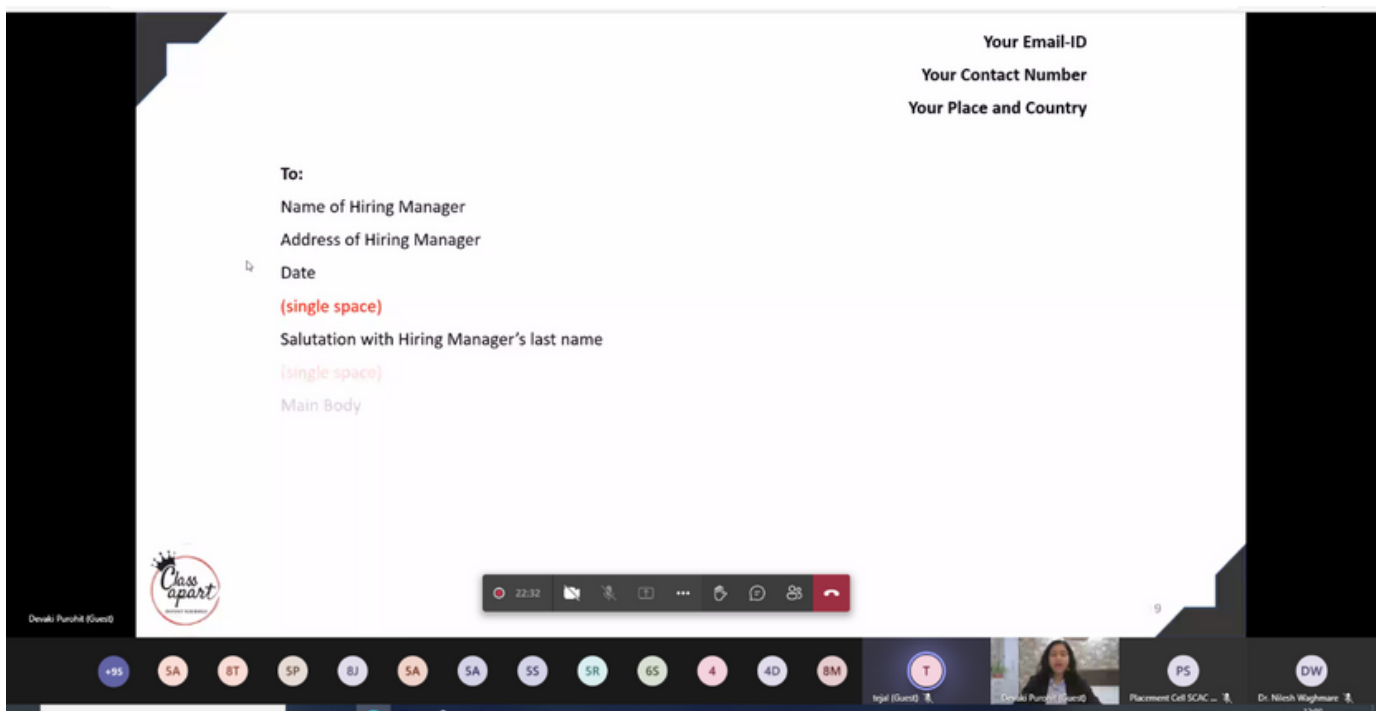 Your Email-ID
Your Contact Number
Your Place and Country
To:
Name of Hiring Manager
Address of Hiring Manager
Date
(single space)
Salutation with Hiring Manager's last name
(single space)
Main Body
Class
apart
22:32
9
Devaki Purohit (Guest)
+95
SA
8T
SP
8J
SA
SA
SS
SR
6S
4
4D
8M
T
PS
DW
tejal (Guest)
Devaki Purohit (Guest)
Placement Cell SCAC ...
Dr. Nilesh Waghmare